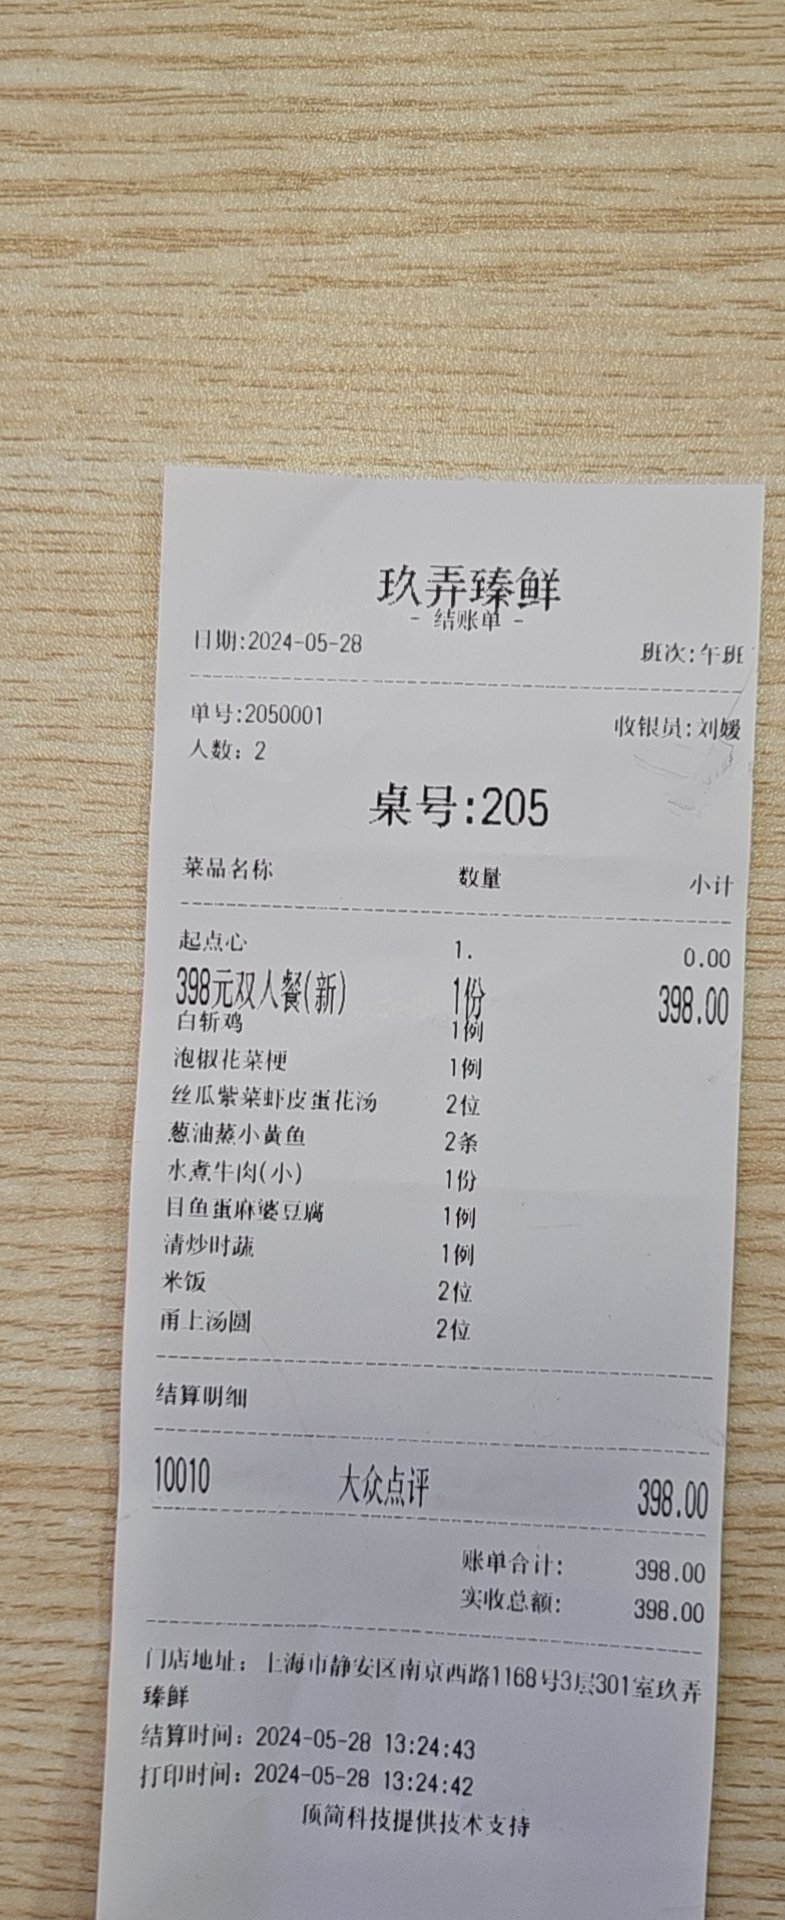 玖弄臻鲜
- 结账单 -
日期:2024-05-28 班次:午班
单号:2050001 收银员:刘媛
人数: 2
桌号:205
菜品名称 数量 小计
起点心 1. 0.00
398元双人餐(新) 1份 398.00
白斩鸡 1例
泡椒花菜梗 1例
丝瓜紫菜虾皮蛋花汤 2位
葱油蒸小黄鱼 2条
水煮牛肉(小) 1份
目鱼蛋麻婆豆腐 1例
清炒时蔬 1例
米饭 2位
甬上汤圆 2位
结算明细
10010 大众点评 398.00
账单合计: 398.00
实收总额: 398.00
门店地址: 上海市静安区南京西路1168号3层301室玖弄
臻鲜
结算时间: 2024-05-28 13:24:43
打印时间: 2024-05-28 13:24:42
顶简科技提供技术支持